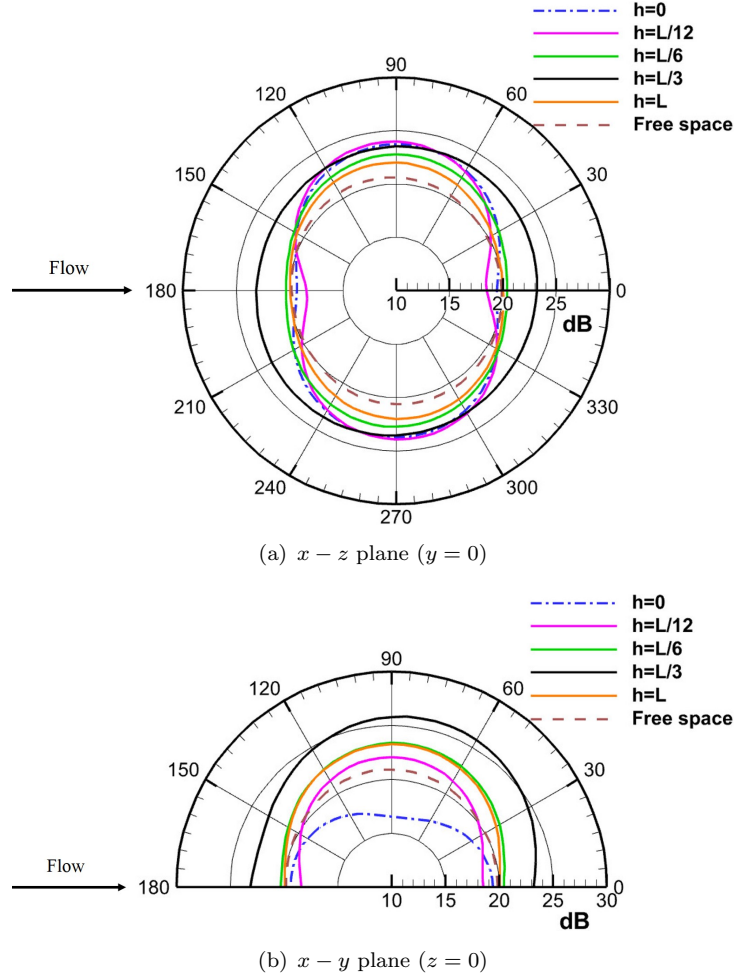 h=0
h=L/12
h=L/6
h=L/3
h=L
Free space
90
120
60
150
30
Flow
180
10 15 20 25
0
dB
210
330
240
300
270
(a) x − z plane (y = 0)
h=0
h=L/12
h=L/6
h=L/3
h=L
Free space
90
120
60
150
30
Flow
180
0
10 15 20 25 30
dB
(b) x − y plane (z = 0)